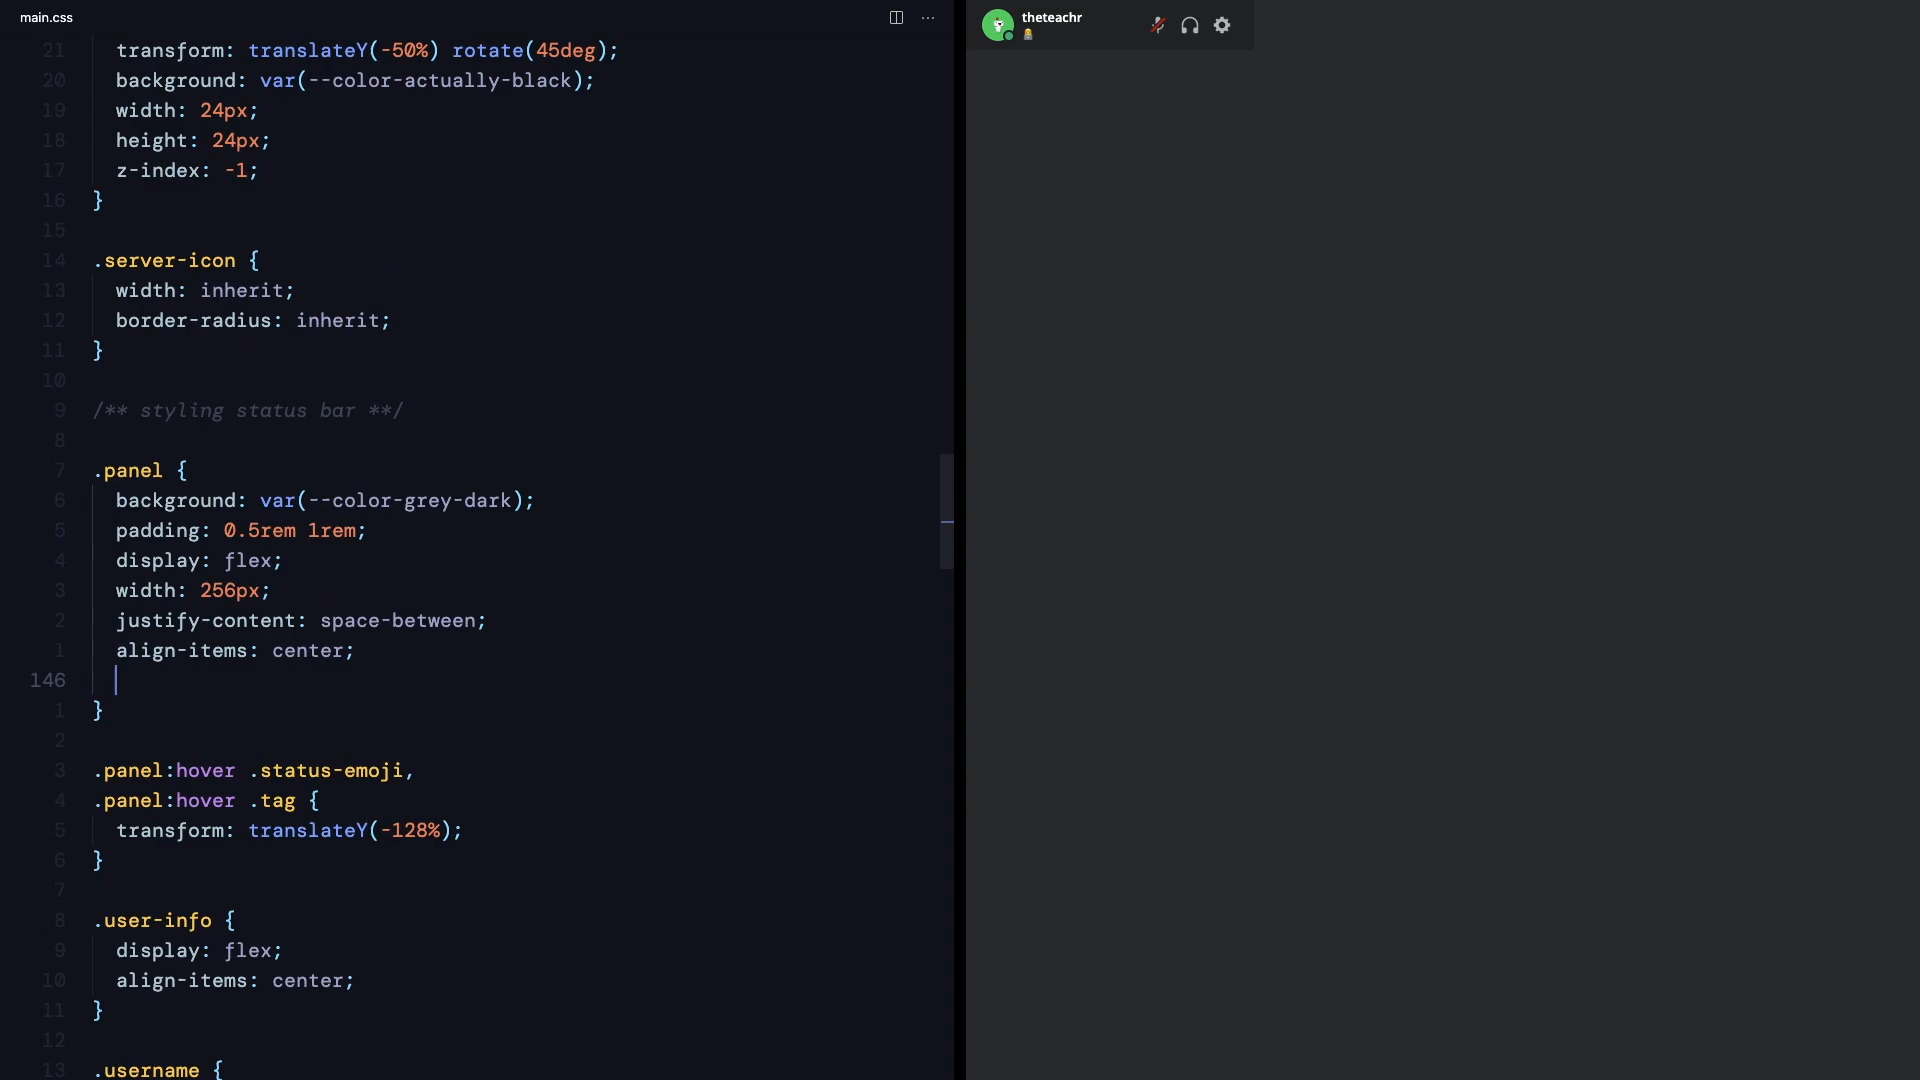 main.css
21 transform: translateY(-50%) rotate(45deg);
20 background: var(--color-actually-black);
19 width: 24px;
18 height: 24px;
17 z-index: -1;
16 }
15
14 .server-icon {
13 width: inherit;
12 border-radius: inherit;
11 }
10
9 /** styling status bar **/
8
7 .panel {
6 background: var(--color-grey-dark);
5 padding: 0.5rem 1rem;
4 display: flex;
3 width: 256px;
2 justify-content: space-between;
1 align-items: center;
146
1 }
2
3 .panel:hover .status-emoji,
4 .panel:hover .tag {
5 transform: translateY(-128%);
6 }
7
8 .user-info {
9 display: flex;
10 align-items: center;
11 }
12
13 .username {
theteachr